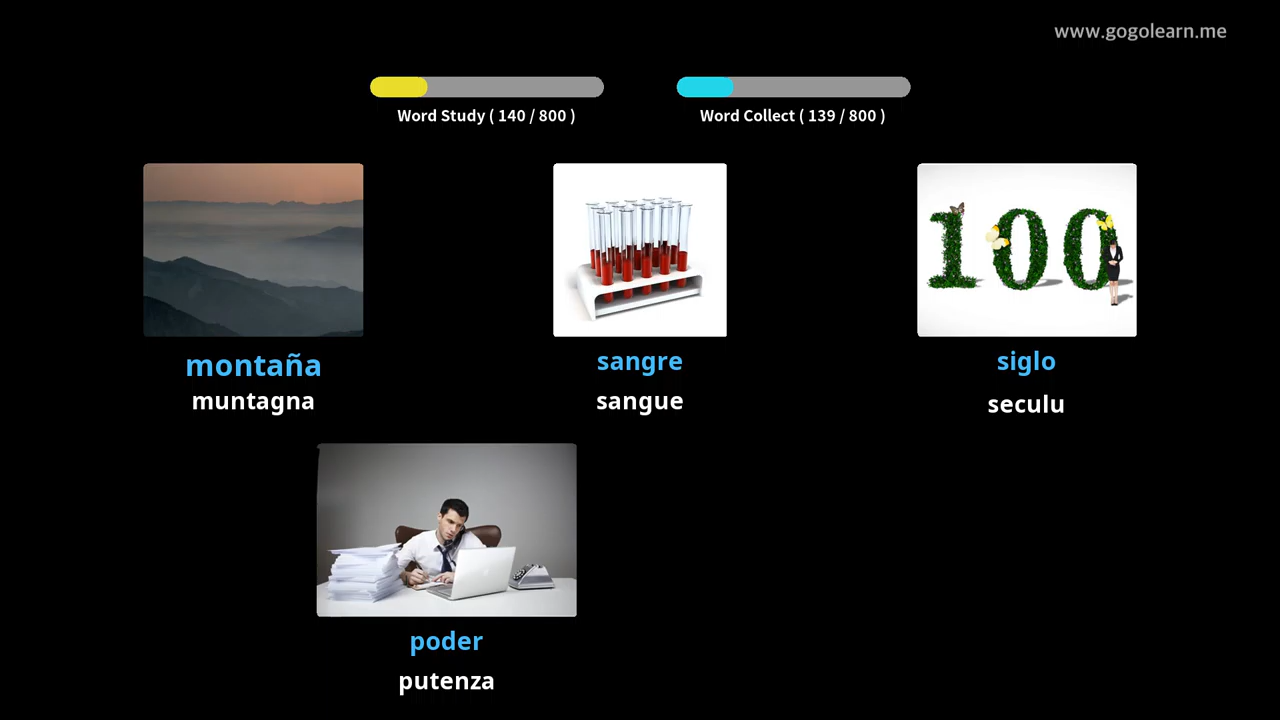 www.gogolearn.me
Word Study ( 140 / 800 )
Word Collect ( 139 / 800 )
montaña
muntagna
sangre
sangue
siglo
seculu
poder
putenza